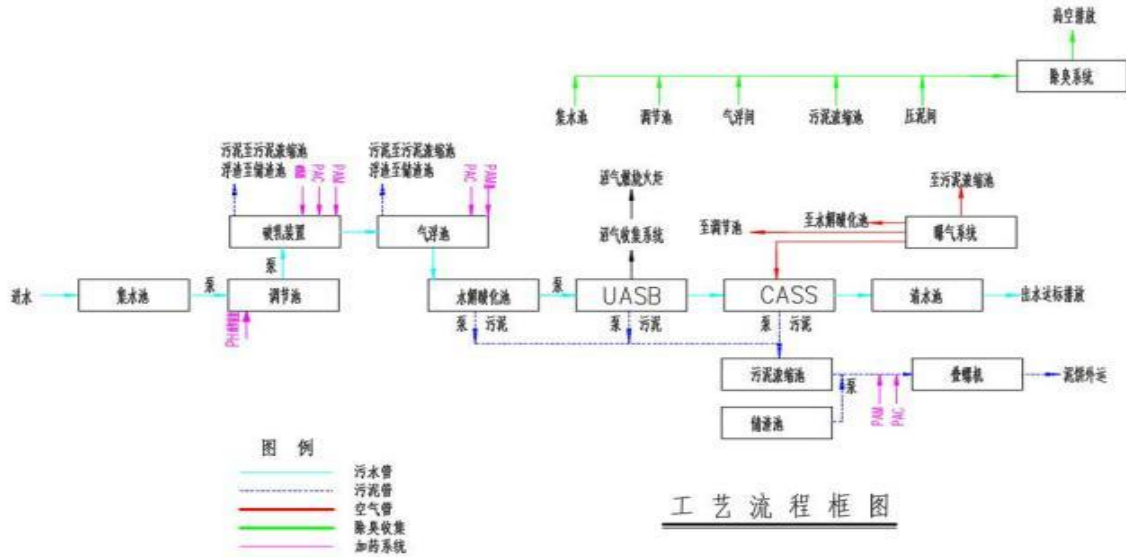 高空排放
除臭系统
集水池 调节池 气浮间 污泥浓缩池 压泥间
污泥至污泥浓缩池
浮渣至储渣池
PAC
PAM
污泥至污泥浓缩池
浮渣至储渣池
PAC
沼气燃烧火炬
沼气收集系统
至污泥浓缩池
至水解酸化池
至调节池
曝气系统
破乳装置
气浮池
泵
进水
集水池
泵
调节池
水解酸化池
泵
UASB
CASS
清水池
出水达标排放
泵 污泥
泵 污泥
泵 污泥
污泥浓缩池
泵
叠螺机
泥饼外运
储渣池
PAM
PAC
图 例
污水管
污泥管
空气管
除臭收集
加药系统
工艺流程框图